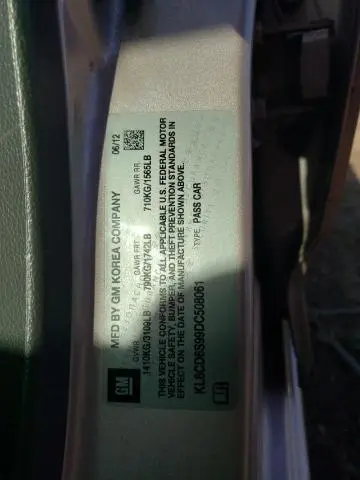 GM
MFD BY GM KOREA COMPANY
06/12
GVWR
GAWR FRT
GAWR RR
1410KG/3109LB
790KG/1742LB
710KG/1565LB
THIS VEHICLE CONFORMS TO ALL APPLICABLE U.S. FEDERAL MOTOR
VEHICLE SAFETY, BUMPER, AND THEFT PREVENTION STANDARDS IN
EFFECT ON THE DATE OF MANUFACTURE SHOWN ABOVE.
TYPE: PASS CAR
KL8CD6S99DC508061